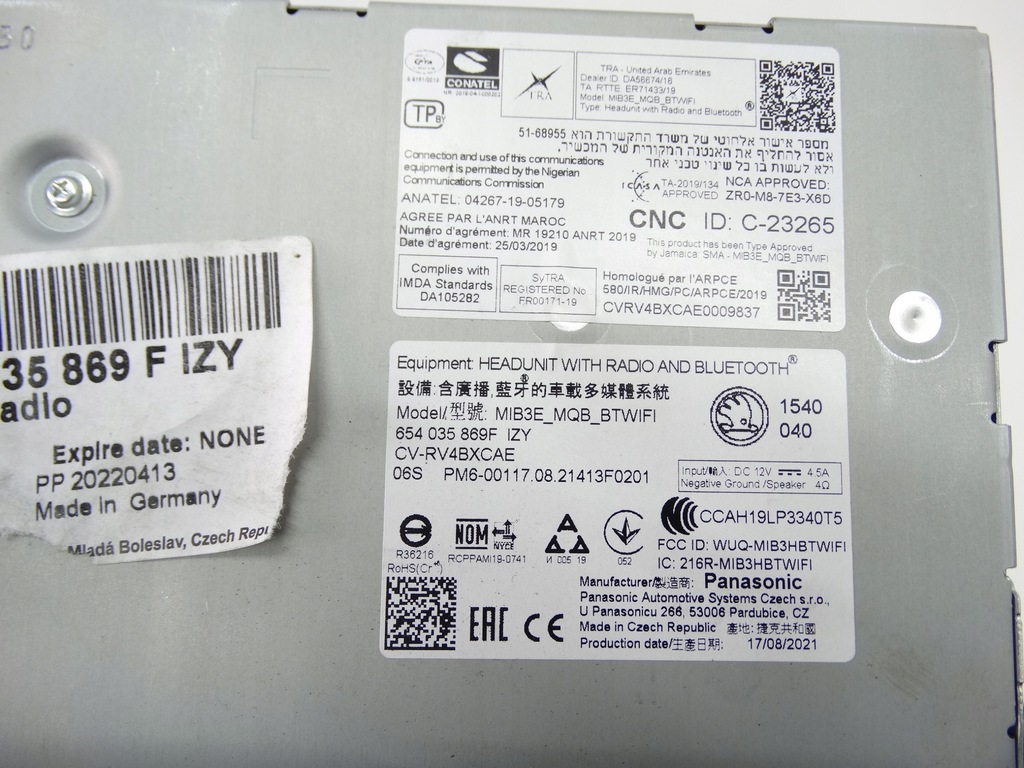 CONATEL
TRA
TRA - United Arab Emirates
Dealer ID: DA56674/16
TA RTTE ER71433/19
Model: MIB3E_MQB_BTWIFI
Type: Headunit with Radio and Bluetooth®
TP BY
מספר אישור אלחוטי של משרד התקשורת הוא 51-68955
אסור להחליף את האנטנה המקורית של המכשיר,
ולא לעשות בו כל שינוי טכני אחר
Connection and use of this communications
equipment is permitted by the Nigerian
Communications Commission
ICASA TA-2019/134
APPROVED
NCA APPROVED:
ZR0-M8-7E3-X6D
ANATEL: 04267-19-05179
CNC ID: C-23265
AGREE PAR L'ANRT MAROC
Numéro d'agrément: MR 19210 ANRT 2019
Date d'agrément: 25/03/2019
This product has been Type Approved
by Jamaica: SMA - MIB3E_MQB_BTWIFI
Complies with
IMDA Standards
DA105282
SyTRA
REGISTERED No
FR00171-19
Homologué par l'ARPCE
580/IR/HMG/PC/ARPCE/2019
CVRV4BXCAE0009837
35 869 F IZY
adio
Expire date: NONE
PP 20220413
Made in Germany
Mladá Boleslav, Czech Repu
Equipment: HEADUNIT WITH RADIO AND BLUETOOTH®
設備:含廣播,藍牙®的車載多媒體系統
Model/型號: MIB3E_MQB_BTWIFI
654 035 869F IZY
CV-RV4BXCAE
06S PM6-00117.08.21413F0201
1540
040
Input/輸入: DC 12V 4.5A
Negative Ground /Speaker 4Ω
R36216
RoHS(Cr⁺⁶)
NOM NYCE
RCPPAMI19-0741
И 005 19
052
CCAH19LP3340T5
FCC ID: WUQ-MIB3HBTWIFI
IC: 216R-MIB3HBTWIFI
Manufacturer/製造商: Panasonic
Panasonic Automotive Systems Czech s.r.o.,
U Panasonicu 266, 53006 Pardubice, CZ
Made in Czech Republic 產地: 捷克共和國
Production date/生產日期: 17/08/2021
EAC CE